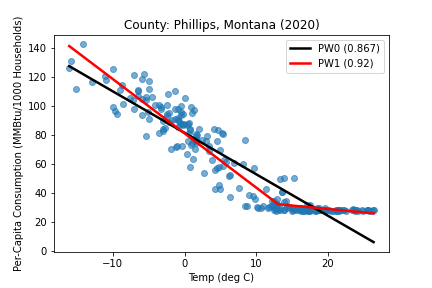 County: Phillips, Montana (2020)
PW0 (0.867)
PW1 (0.92)
Per-Capita Consumption (MMBtu/1000 Households)
140
120
100
80
60
40
20
0
−10
0
10
20
Temp (deg C)